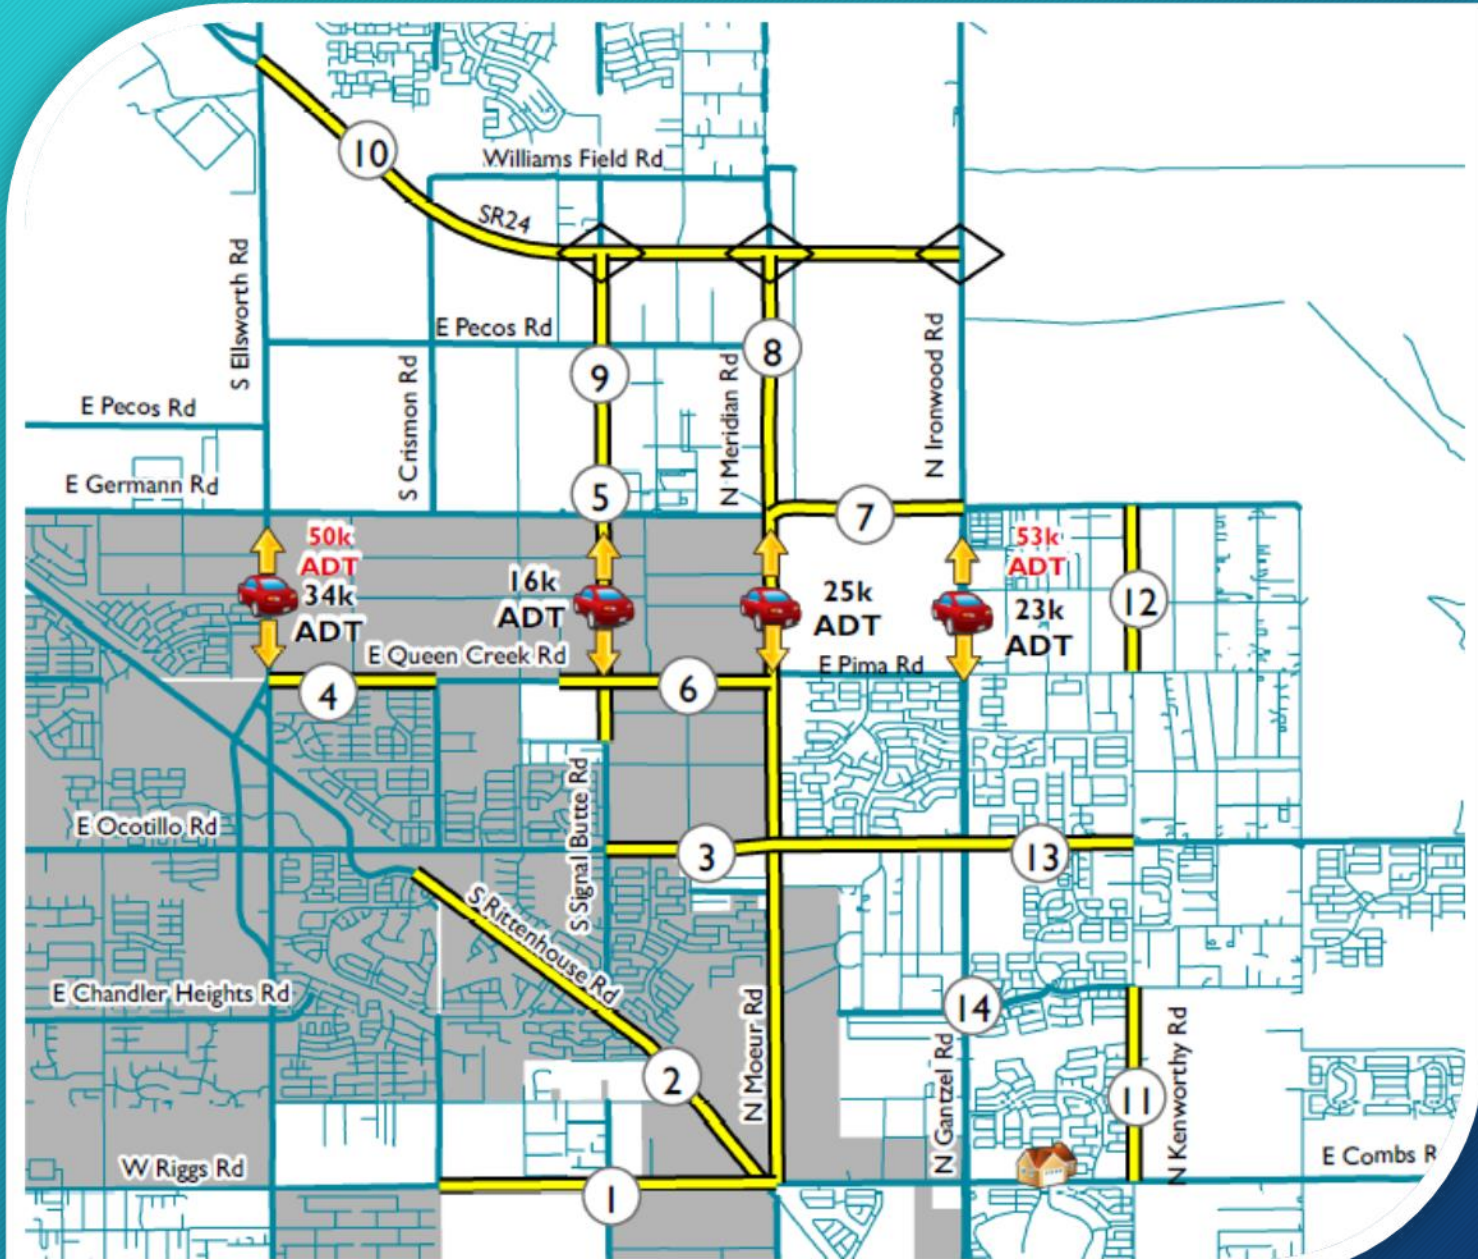 10
Williams Field Rd
SR24
S Ellsworth Rd
E Pecos Rd
8
N Ironwood Rd
9
N Meridian Rd
S Crismon Rd
E Pecos Rd
E Germann Rd
5
7
50k
ADT
34k
ADT
16k
ADT
25k
ADT
53k
ADT
23k
ADT
12
E Queen Creek Rd
E Pima Rd
4
6
S Signal Butte Rd
E Ocotillo Rd
3
13
S Rittenhouse Rd
E Chandler Heights Rd
14
N Moeur Rd
N Gantzel Rd
N Kenworthy Rd
2
11
W Riggs Rd
E Combs R
1